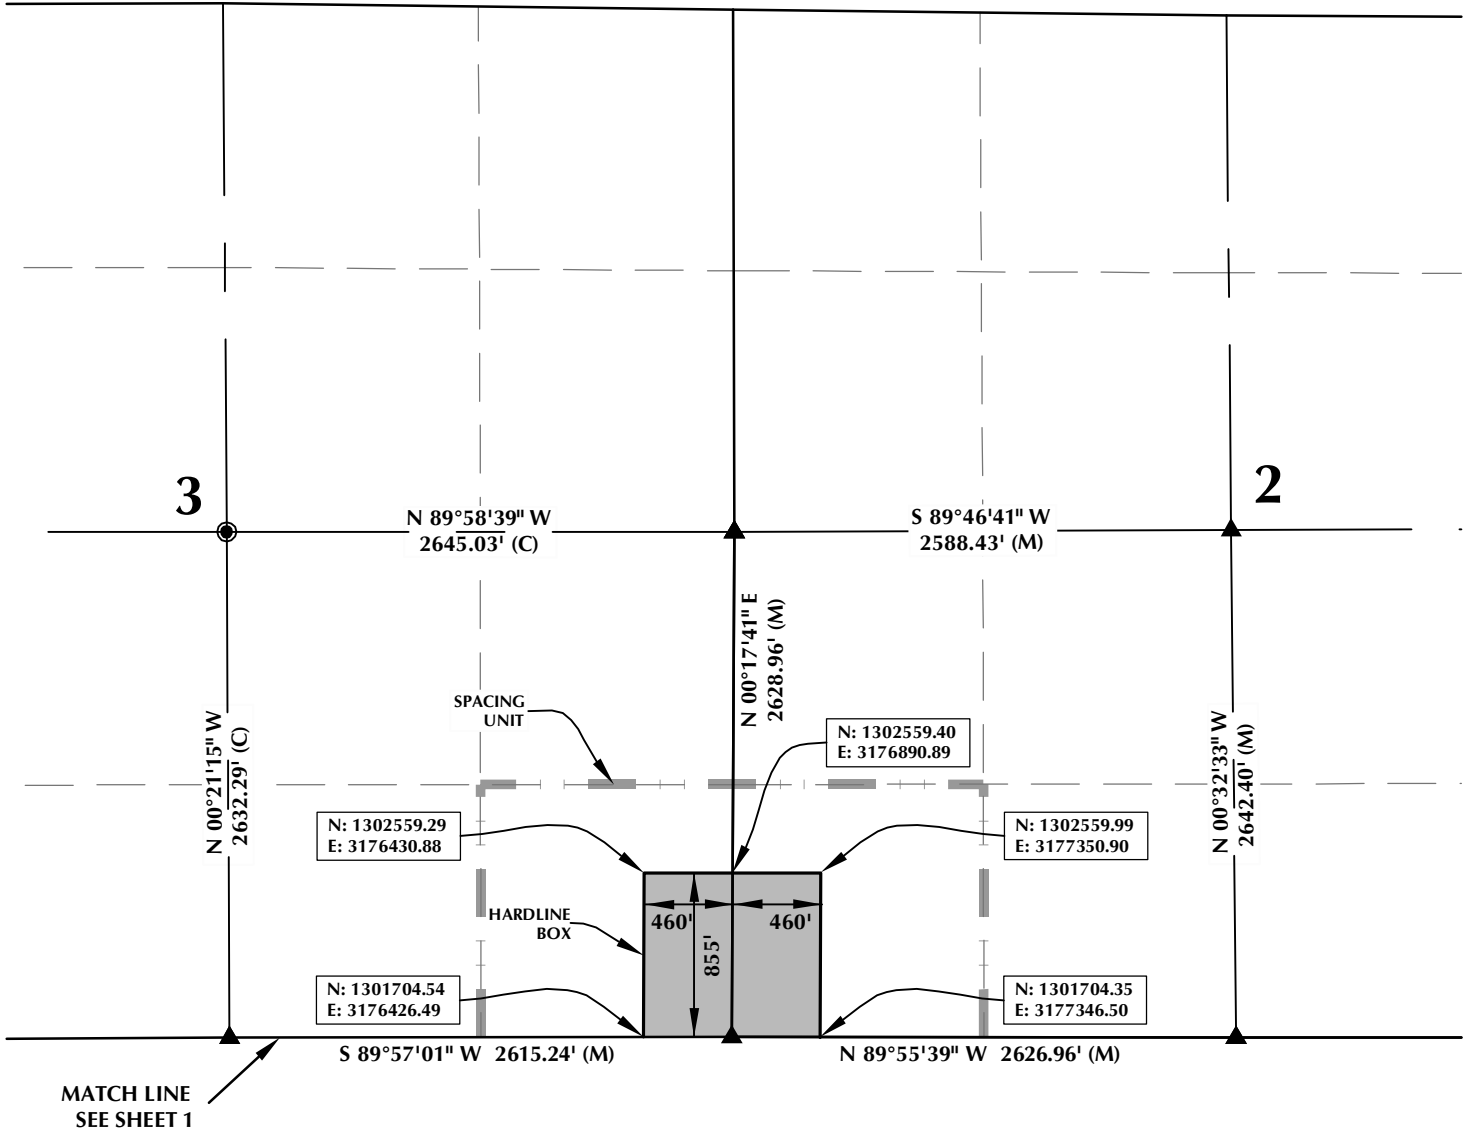 3
2
N 89°58'39" W
2645.03' (C)
S 89°46'41" W
2588.43' (M)
N 00°17'41" E
2628.96' (M)
SPACING
UNIT
N: 1302559.40
E: 3176890.89
N 00°21'15" W
2632.29' (C)
N 00°32'33" W
2642.40' (M)
N: 1302559.29
E: 3176430.88
N: 1302559.99
E: 3177350.90
HARDLINE
BOX
460'
460'
855'
N: 1301704.54
E: 3176426.49
N: 1301704.35
E: 3177346.50
S 89°57'01" W 2615.24' (M)
N 89°55'39" W 2626.96' (M)
MATCH LINE
SEE SHEET 1